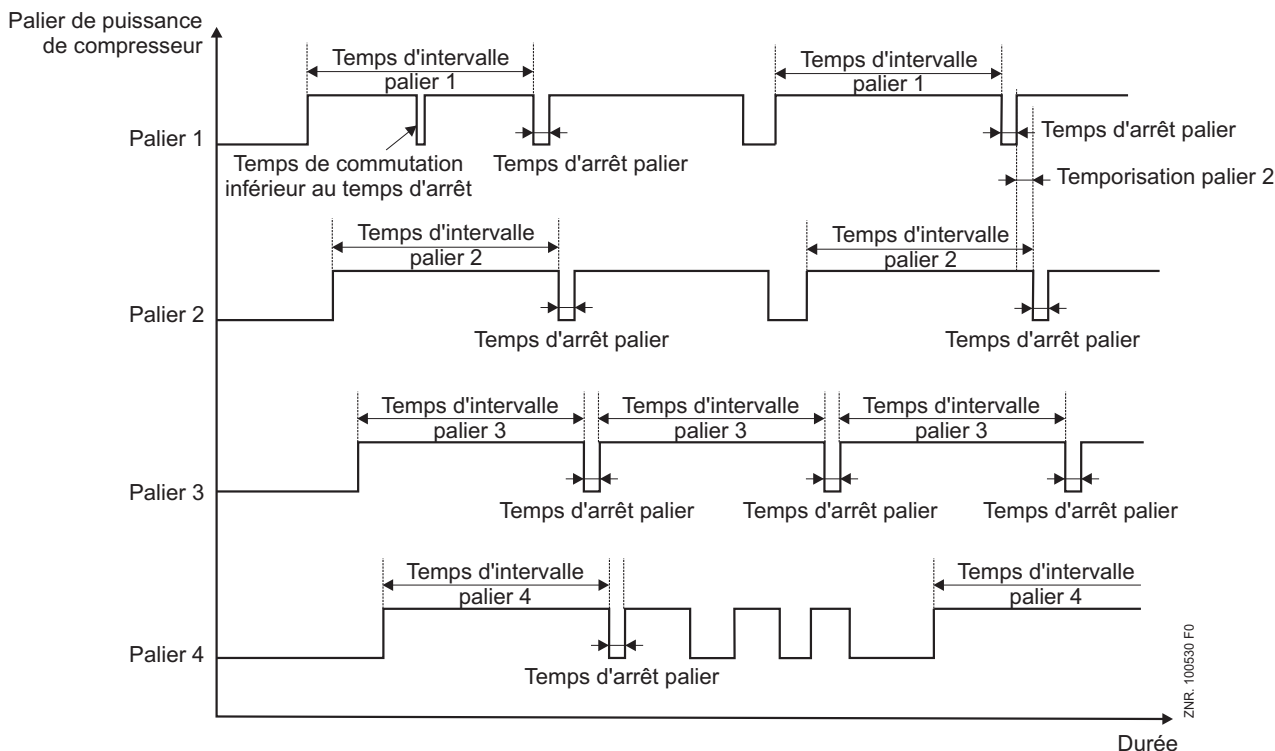 Palier de puissance
de compresseur
Temps d'intervalle
palier 1
Temps d'intervalle
palier 1
Palier 1
Temps de commutation
inférieur au temps d'arrêt
Temps d'arrêt palier
Temps d'arrêt palier
Temporisation palier 2
Temps d'intervalle
palier 2
Temps d'intervalle
palier 2
Palier 2
Temps d'arrêt palier
Temps d'arrêt palier
Temps d'intervalle
palier 3
Temps d'intervalle
palier 3
Temps d'intervalle
palier 3
Palier 3
Temps d'arrêt palier
Temps d'arrêt palier
Temps d'arrêt palier
Temps d'intervalle
palier 4
Temps d'intervalle
palier 4
Palier 4
Temps d'arrêt palier
ZNR. 100530 F0
Durée